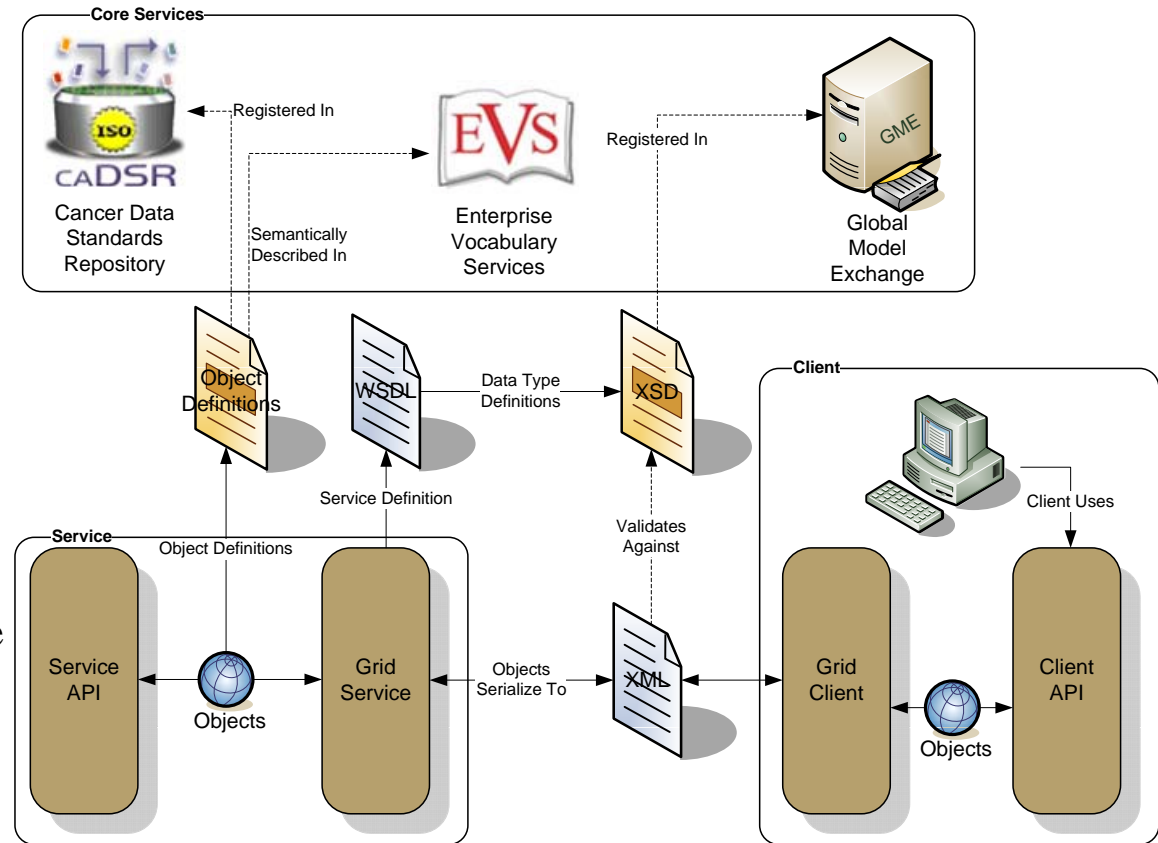 Core Services
ISO
caDSR
Cancer Data
Standards
Repository
Registered In
Semantically
Described In
EVS
Enterprise
Vocabulary
Services
Registered In
GME
Global
Model
Exchange
Object
Definitions
WSDL
Data Type
Definitions
XSD
Client
Service Definition
Client Uses
Validates
Against
Service
Object Definitions
e
Service
API
Objects
Grid
Service
Objects
Serialize To
XML
Grid
Client
Objects
Client
API